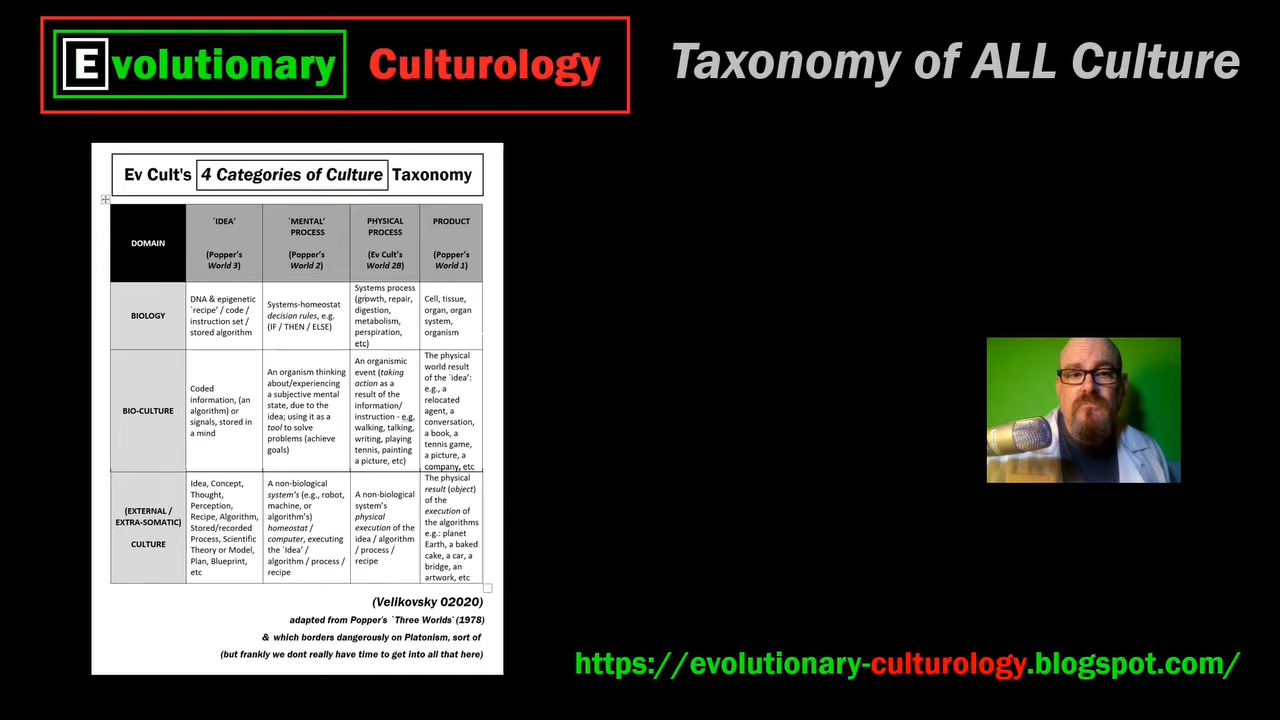 Evolutionary Culturology
Taxonomy of ALL Culture
Ev Cult's 4 Categories of Culture Taxonomy
DOMAIN
`IDEA'
(Popper's
World 3)
`MENTAL'
PROCESS
(Popper's
World 2)
PHYSICAL
PROCESS
(Ev Cult's
World 2B)
PRODUCT
(Popper's
World 1)
BIOLOGY
DNA & epigenetic
`recipe' / code /
instruction set /
stored algorithm
Systems-homeostat
decision rules, e.g.
(IF / THEN / ELSE)
Systems process
(growth, repair,
digestion,
metabolism,
perspiration,
etc)
Cell, tissue,
organ, organ
system,
organism
BIO-CULTURE
Coded
information, (an
algorithm) or
signals, stored in
a mind
An organism thinking
about/experiencing
a subjective mental
state, due to the
idea; using it as a
tool to solve
problems (achieve
goals)
An organismic
event (taking
action as a
result of the
information/
instruction - e.g.
walking, talking,
writing, playing
tennis, painting
a picture, etc)
The physical
world result
of the `idea':
e.g., a
relocated
agent, a
conversation,
a book, a
tennis game,
a picture, a
company, etc
(EXTERNAL /
EXTRA-SOMATIC)
CULTURE
Idea, Concept,
Thought,
Perception,
Recipe, Algorithm,
Stored/recorded
Process, Scientific
Theory or Model,
Plan, Blueprint,
etc
A non-biological
system's (e.g., robot,
machine, or
algorithm's)
homeostat /
computer, executing
the `Idea' /
algorithm / process /
recipe
A non-biological
system's
physical
execution of the
idea / algorithm
/ process /
recipe
The physical
result (object)
of the
execution of
the algorithms
e.g.: planet
Earth, a baked
cake, a car, a
bridge, an
artwork, etc
(Velikovsky 02020)
adapted from Popper's `Three Worlds' (1978)
& which borders dangerously on Platonism, sort of
(but frankly we dont really have time to get into all that here)
https://evolutionary-culturology.blogspot.com/